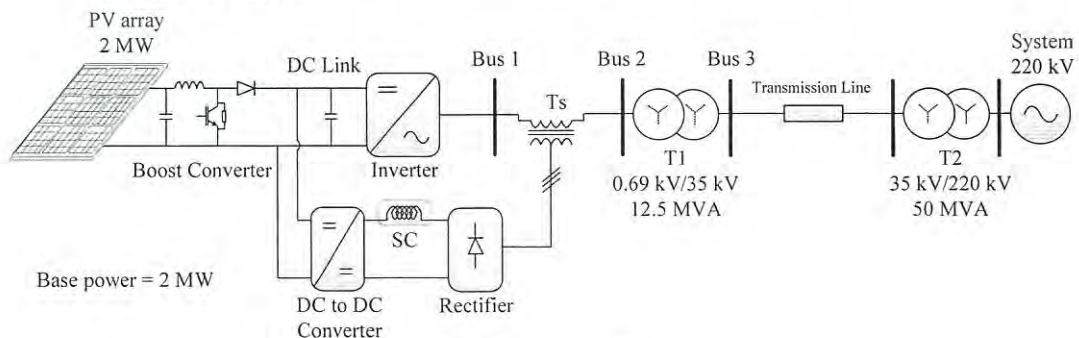 PV array
2 MW
DC Link
Bus 1
Bus 2
Bus 3
System
220 kV
Ts
Transmission Line
Boost Converter
Inverter
T1
0.69 kV/35 kV
12.5 MVA
T2
35 kV/220 kV
50 MVA
SC
Base power = 2 MW
DC to DC
Converter
Rectifier